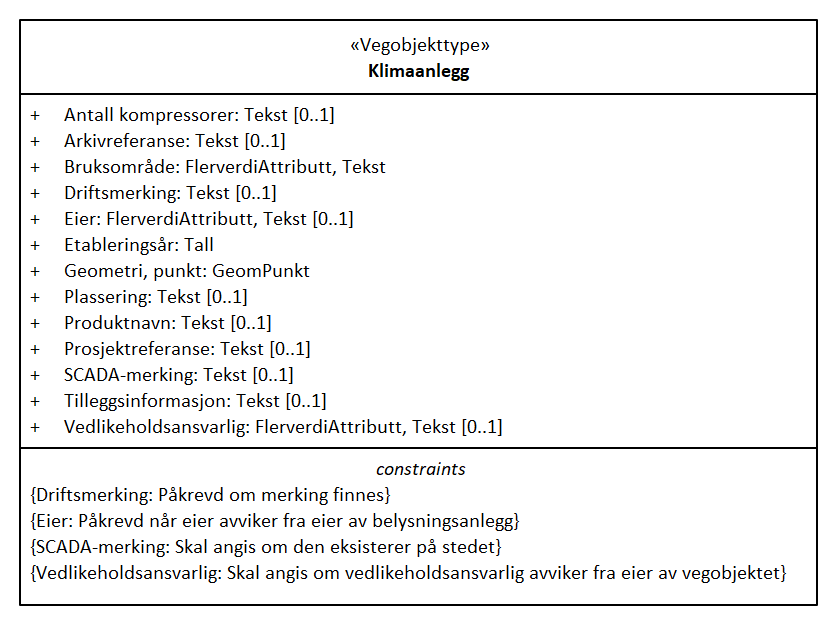 «Vegobjekttype»
Klimaanlegg
+ Antall kompressorer: Tekst [0..1]
+ Arkivreferanse: Tekst [0..1]
+ Bruksområde: FlerverdiAttributt, Tekst
+ Driftsmerking: Tekst [0..1]
+ Eier: FlerverdiAttributt, Tekst [0..1]
+ Etableringsår: Tall
+ Geometri, punkt: GeomPunkt
+ Plassering: Tekst [0..1]
+ Produktnavn: Tekst [0..1]
+ Prosjektreferanse: Tekst [0..1]
+ SCADA-merking: Tekst [0..1]
+ Tilleggsinformasjon: Tekst [0..1]
+ Vedlikeholdsansvarlig: FlerverdiAttributt, Tekst [0..1]
constraints
{Driftsmerking: Påkrevd om merking finnes}
{Eier: Påkrevd når eier avviker fra eier av belysningsanlegg}
{SCADA-merking: Skal angis om den eksisterer på stedet}
{Vedlikeholdsansvarlig: Skal angis om vedlikeholdsansvarlig avviker fra eier av vegobjektet}